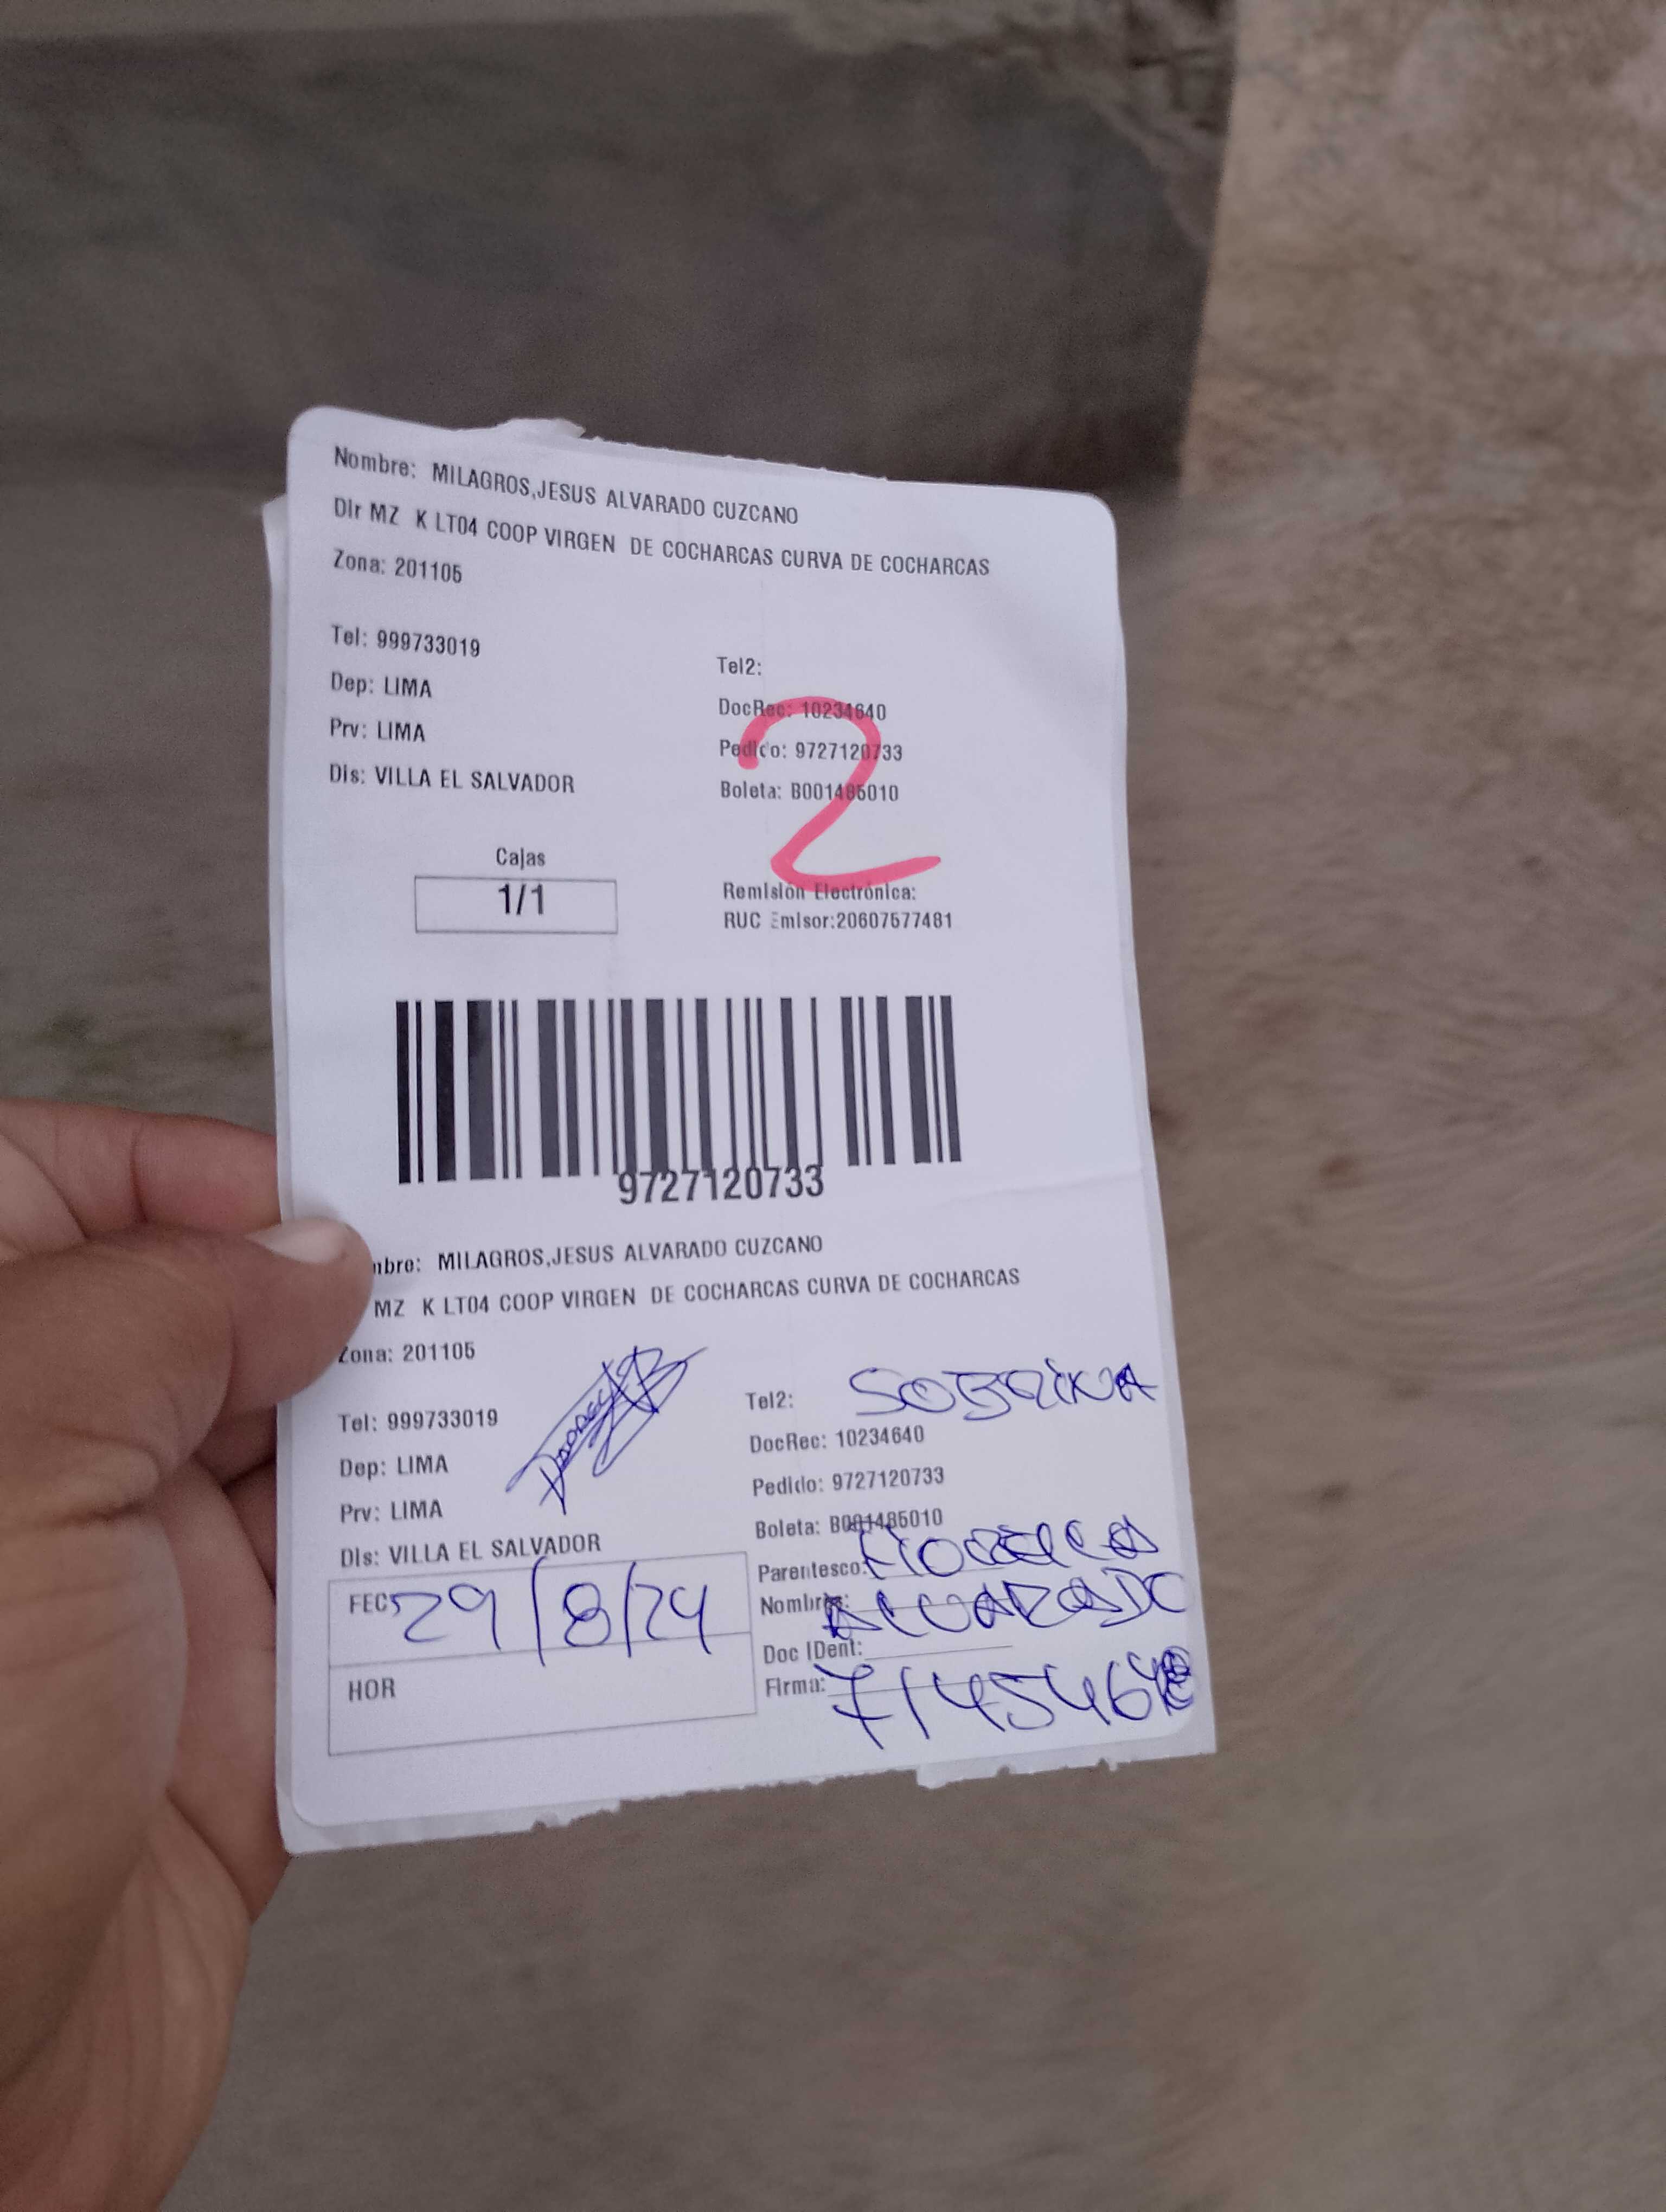 Nombre: MILAGROS,JESUS ALVARADO CUZCANO
Dir MZ K LT04 COOP VIRGEN DE COCHARCAS CURVA DE COCHARCAS
Zona: 201105
Tel: 999733019
Tel2:
Dep: LIMA
DocRec: 10234640
Prv: LIMA
Pedido: 9727120733
Dis: VILLA EL SALVADOR
Boleta: B001485010
2
Cajas
1/1
Remisión Electrónica:
RUC Emisor:20607577481
9727120733
mbre: MILAGROS,JESUS ALVARADO CUZCANO
MZ K LT04 COOP VIRGEN DE COCHARCAS CURVA DE COCHARCAS
Zona: 201105
Tel: 999733019
Tel2: SOBRINA
Dep: LIMA
DocRec: 10234640
Prv: LIMA
Pedido: 9727120733
Dis: VILLA EL SALVADOR
Boleta: B001485010
Parentesco:
FEC 29/8/24
Nombre: ALVARADO
Doc IDent:
HOR
Firma: